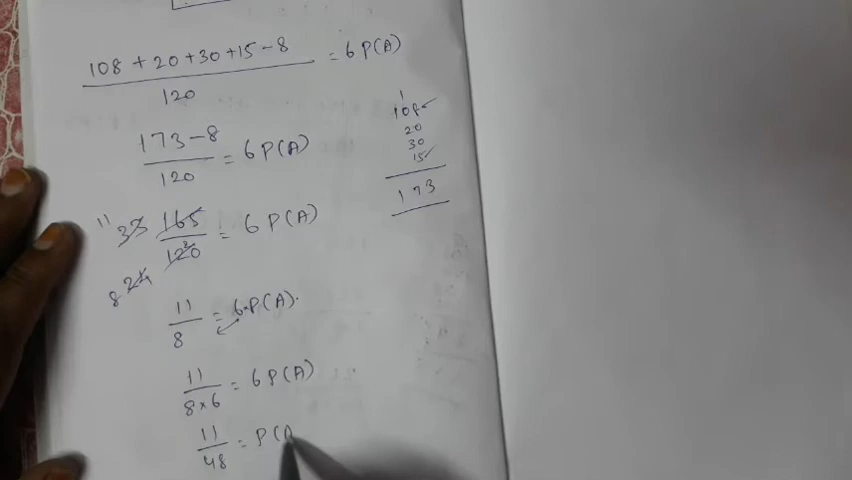 108 + 20 + 30 + 15 - 8 / 120 = 6 P(A)
173 - 8 / 120 = 6 P(A)
1
108
20
30
15
173
11 33 165 / 120 = 6 P(A)
8 24
11 / 8 = 6·P(A).
11 / 8 × 6 = 6 P(A)
11 / 48 = P(A